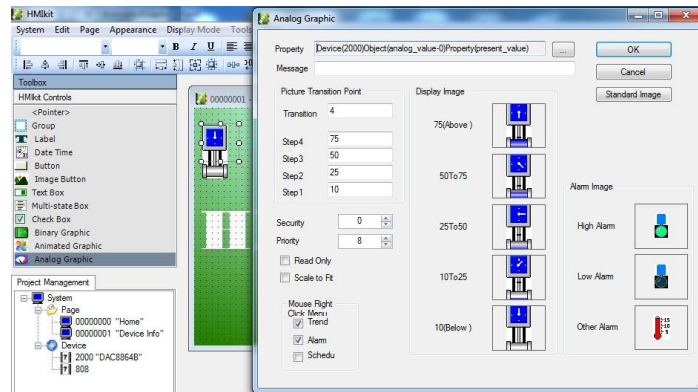 HMIkit
System Edit Page Appearance Display Mode Tools
B I U
Toolbox
HMIkit Controls
<Pointer>
Group
Label
Date Time
Button
Image Button
Text Box
Multi-state Box
Check Box
Binary Graphic
Animated Graphic
Analog Graphic
Project Management
System
Page
00000000 "Home"
00000001 "Device Info"
Device
2000 "DAC8864B"
808
00000001 -
Analog Graphic
Property Device(2000)Object(analog_value-0)Property(present_value) ...
Message
OK
Cancel
Standard Image
Picture Transition Point
Transition 4
Step4 75
Step3 50
Step2 25
Step1 10
Security 0
Priority 8
Read Only
Scale to Fit
Mouse Right
Click Menu
Trend
Alarm
Schedu
Display Image
75(Above )
50To75
25To50
10To25
10(Below )
Alarm Image
High Alarm
Low Alarm
Other Alarm